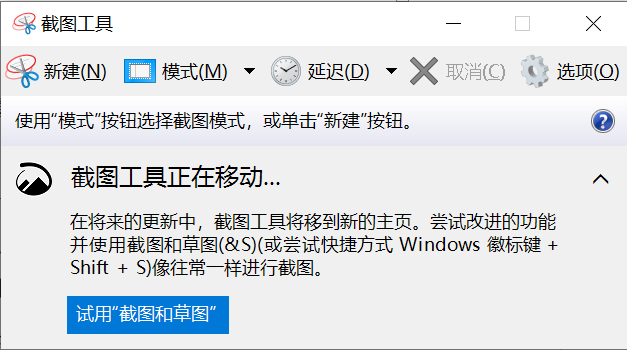 截图工具
新建(N) 模式(M) 延迟(D) 取消(C) 选项(O)
使用“模式”按钮选择截图模式，或单击“新建”按钮。
截图工具正在移动...
在将来的更新中，截图工具将移到新的主页。尝试改进的功能
并使用截图和草图(&S)(或尝试快捷方式 Windows 徽标键 +
Shift + S)像往常一样进行截图。
试用“截图和草图”